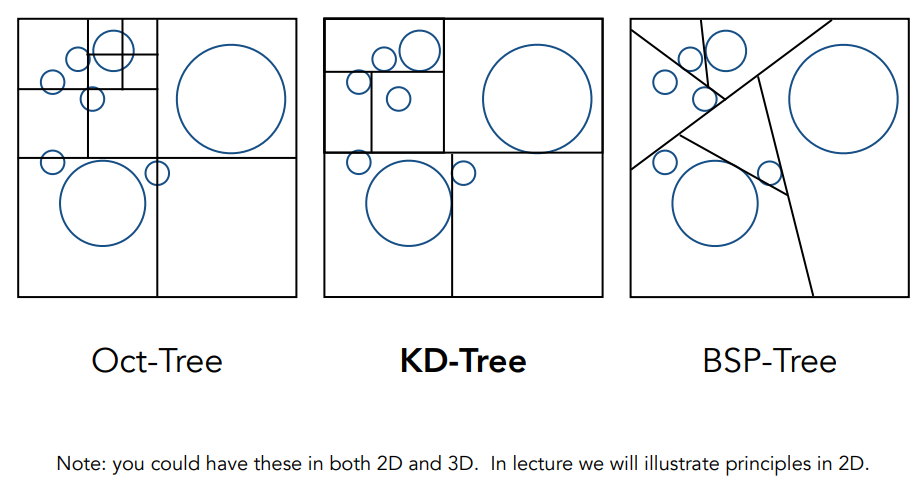 Oct-Tree
KD-Tree
BSP-Tree
Note: you could have these in both 2D and 3D. In lecture we will illustrate principles in 2D.